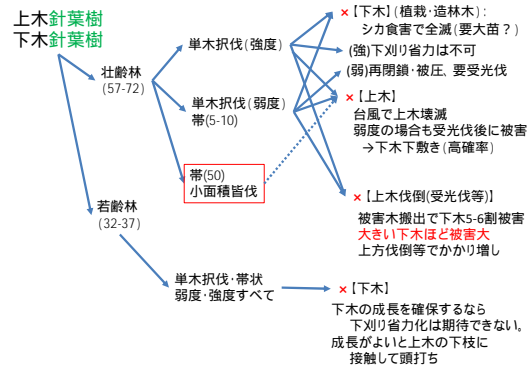 上木針葉樹
下木針葉樹
壮齢林
(57-72)
若齢林
(32-37)
単木択伐(強度)
単木択伐(弱度)
帯(5-10)
帯(50)
小面積皆伐
単木択伐・帯状
弱度・強度すべて
×【下木】(植栽・造林木):
シカ食害で全滅(要大苗?)
(強)下刈り省力は不可
(弱)再閉鎖・被圧、要受光伐
×【上木】
台風で上木壊滅
弱度の場合も受光伐後に被害
→下木下敷き(高確率)
×【上木伐倒(受光伐等)】
被害木搬出で下木5-6割被害
大きい下木ほど被害大
上方伐倒等でかかり増し
×【下木】
下木の成長を確保するなら
下刈り省力化は期待できない。
成長がよいと上木の下枝に
接触して頭打ち